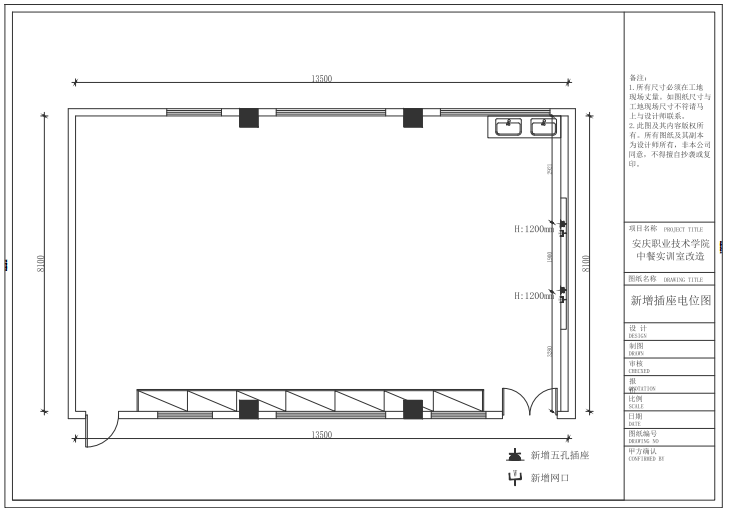 13500
备注:
1.所有尺寸必须在工地
现场丈量。如图纸尺寸与
工地现场尺寸不符请马
上与设计师联系。
2.此图及其内容版权所
有。所有图纸及其副本
为设计师所有，非本公司
同意，不得擅自抄袭或复
印。
8100
H:1200mm
1980
H:1200mm
8100
13500
新增五孔插座
新增网口
项目名称 PROJECT TITLE
安庆职业技术学院
中餐实训室改造
图纸名称 DRAWING TITLE
新增插座电位图
设 计
DESIGN
制图
DRAWN
审核
CHECKED
报
比例
SCALE
日期
DATE
图纸编号
DRAWING NO
甲方确认
CONFIRMED BY